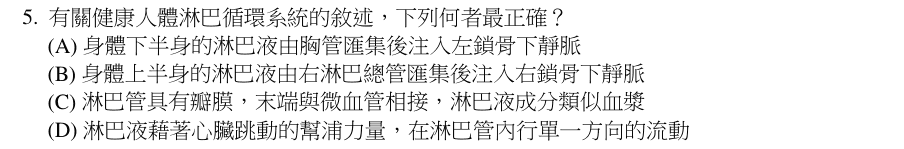 5. 有關健康人體淋巴循環系統的敘述，下列何者最正確？
(A) 身體下半身的淋巴液由胸管匯集後注入左鎖骨下靜脈
(B) 身體上半身的淋巴液由右淋巴總管匯集後注入右鎖骨下靜脈
(C) 淋巴管具有瓣膜，末端與微血管相接，淋巴液成分類似血漿
(D) 淋巴液藉著心臟跳動的幫浦力量，在淋巴管內行單一方向的流動